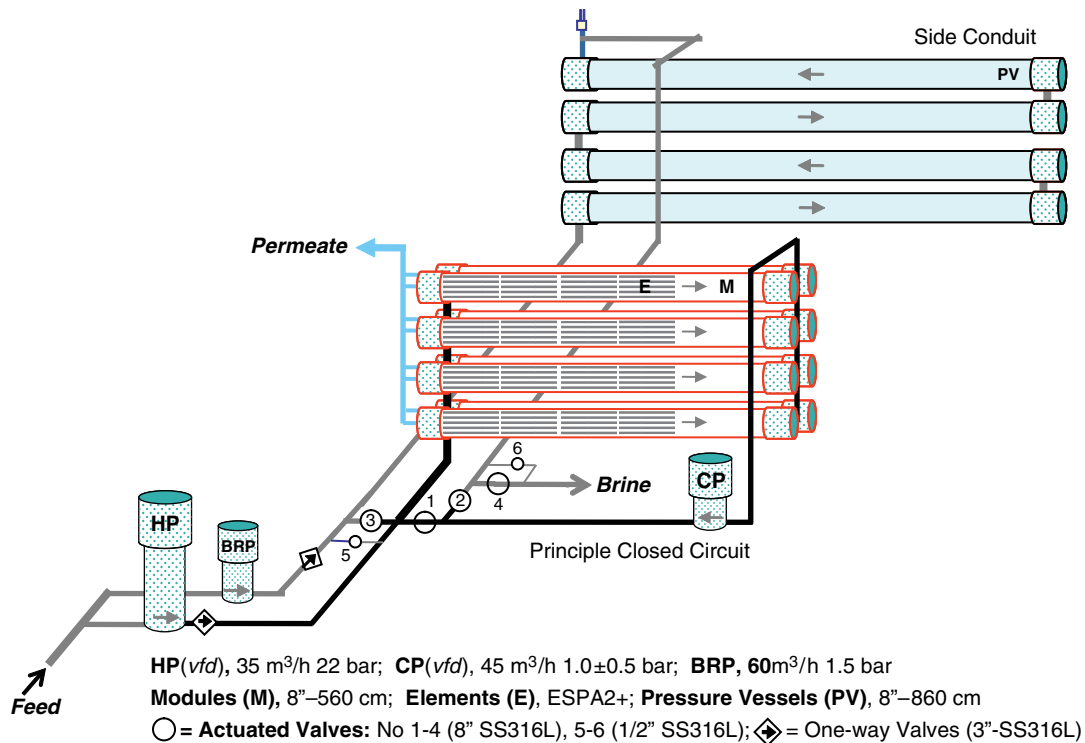 Side Conduit
PV
Permeate
E
M
6
1
2
4
Brine
CP
HP
3
BRP
5
Principle Closed Circuit
HP(vfd), 35 m³/h 22 bar; CP(vfd), 45 m³/h 1.0±0.5 bar; BRP, 60m³/h 1.5 bar
Feed
Modules (M), 8”–560 cm; Elements (E), ESPA2+; Pressure Vessels (PV), 8”–860 cm
= Actuated Valves: No 1-4 (8” SS316L), 5-6 (1/2” SS316L); = One-way Valves (3”-SS316L)